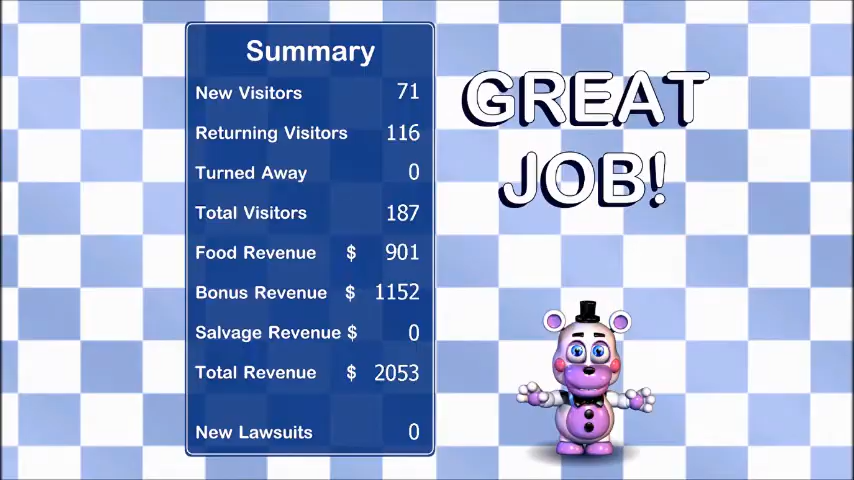 Summary
New Visitors 71
Returning Visitors 116
Turned Away 0
Total Visitors 187
Food Revenue $ 901
Bonus Revenue $ 1152
Salvage Revenue $ 0
Total Revenue $ 2053
New Lawsuits 0
GREAT
JOB!